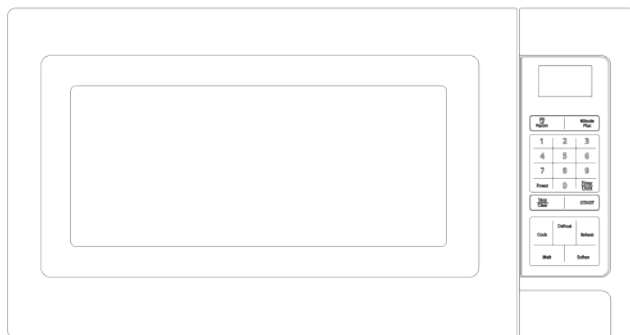 Popcorn
Minute
Plus
1 2 3
4 5 6
7 8 9
Power 0 Timer
Clock
Stop
Clear START
Defrost
Cook Reheat
Melt Soften